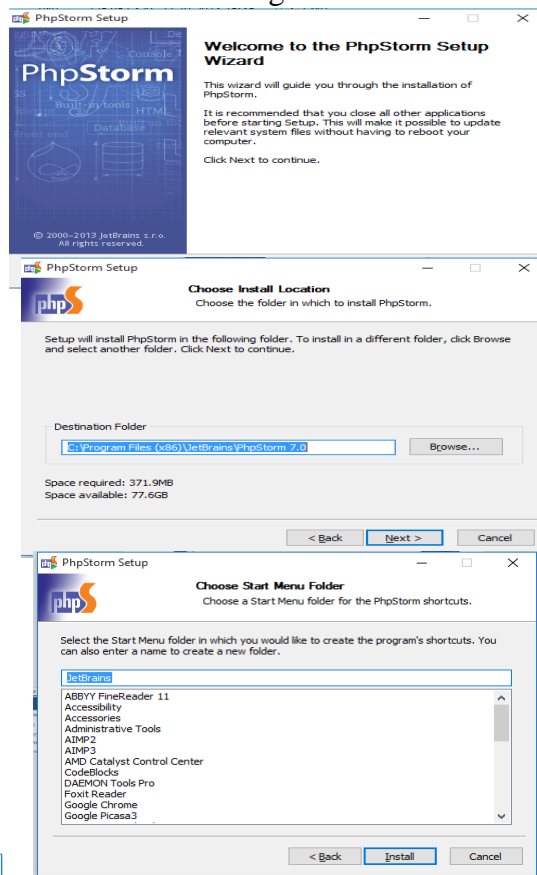 PhpStorm Setup
Welcome to the PhpStorm Setup
Wizard
This wizard will guide you through the installation of
PhpStorm.
It is recommended that you close all other applications
before starting Setup. This will make it possible to update
relevant system files without having to reboot your
computer.
Click Next to continue.
De
Console
PhpStorm
Built-in tools
HTML
Front end
Database
© 2000-2013 JetBrains s.r.o.
All rights reserved.
PhpStorm Setup
php
Choose Install Location
Choose the folder in which to install PhpStorm.
Setup will install PhpStorm in the following folder. To install in a different folder, click Browse
and select another folder. Click Next to continue.
Destination Folder
C:\Program Files (x86)\JetBrains\PhpStorm 7.0
Browse...
Space required: 371.9MB
Space available: 77.6GB
< Back Next > Cancel
PhpStorm Setup
php
Choose Start Menu Folder
Choose a Start Menu folder for the PhpStorm shortcuts.
Select the Start Menu folder in which you would like to create the program's shortcuts. You
can also enter a name to create a new folder.
JetBrains
ABBYY FineReader 11
Accessibility
Accessories
Administrative Tools
AIMP2
AIMP3
AMD Catalyst Control Center
CodeBlocks
DAEMON Tools Pro
Foxit Reader
Google Chrome
Google Picasa3
< Back Install Cancel